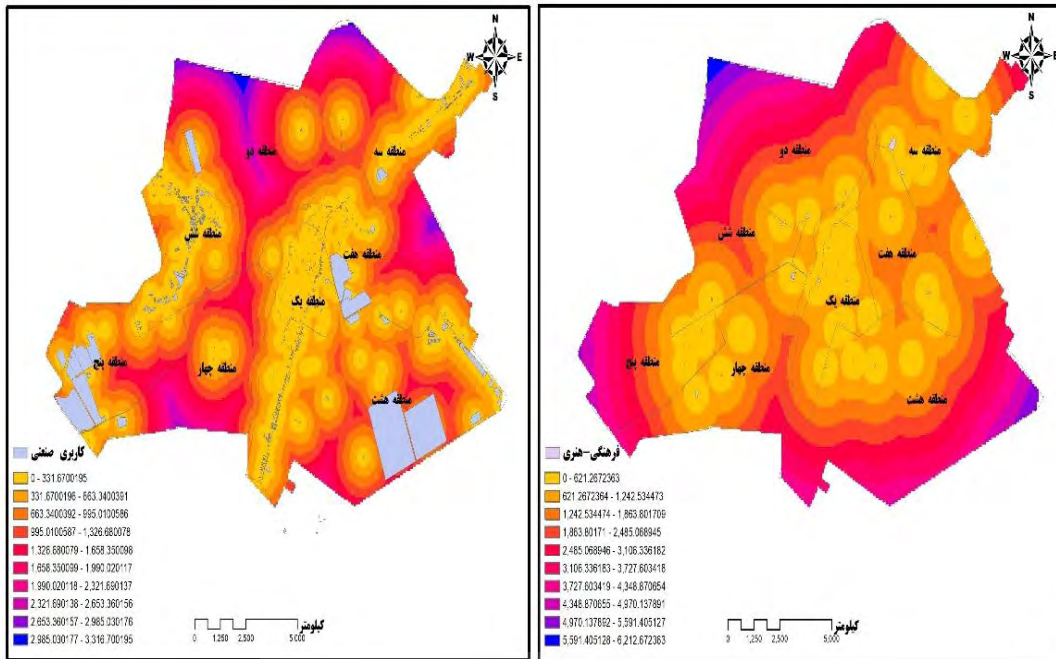 N
W E
S
منطقه دو
منطقه سه
منطقه شش
منطقه هفت
منطقه یک
منطقه پنج
منطقه چهار
منطقه هشت
کاربری صنعتی
0 - 331.6700195
331.6700196 - 663.3400391
663.3400392 - 995.0100586
995.0100587 - 1,326.680078
1,326.680079 - 1,658.350098
1,658.350099 - 1,990.020117
1,990.020118 - 2,321.690137
2,321.690138 - 2,653.360156
2,653.360157 - 2,985.030176
2,985.030177 - 3,316.700195
کیلومتر
0 1,250 2,500 5,000
N
W E
S
منطقه سه
منطقه دو
منطقه شش
منطقه هفت
منطقه یک
منطقه پنج
منطقه چهار
منطقه هشت
فرهنگی-هنری
0 - 621.2672363
621.2672364 - 1,242.534473
1,242.534474 - 1,863.801709
1,863.80171 - 2,485.068945
2,485.068946 - 3,106.336182
3,106.336183 - 3,727.603418
3,727.603419 - 4,348.870654
4,348.870655 - 4,970.137891
4,970.137892 - 5,591.405127
5,591.405128 - 6,212.672363
کیلومتر
0 1,250 2,500 5,000